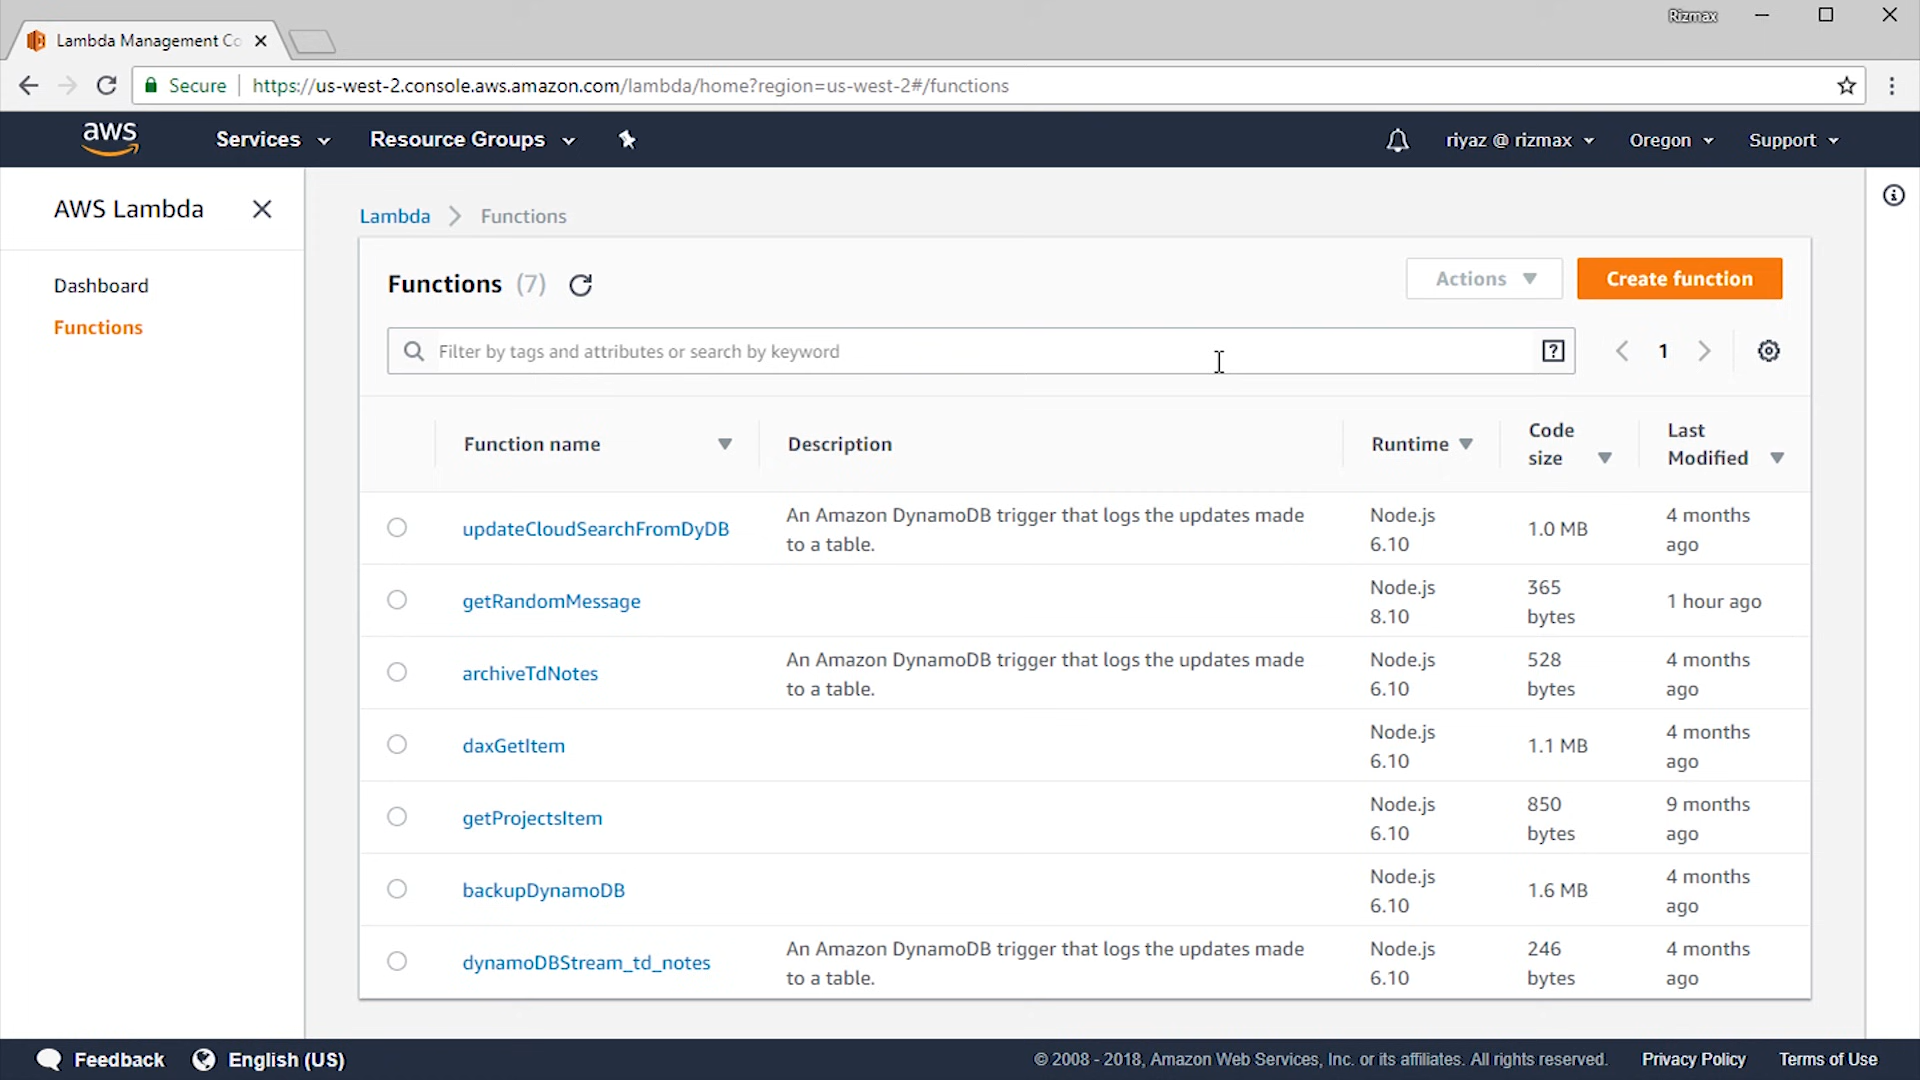 Rizmax
Lambda Management Co
Secure https://us-west-2.console.aws.amazon.com/lambda/home?region=us-west-2#/functions
aws Services Resource Groups riyaz @ rizmax Oregon Support
AWS Lambda
Dashboard
Functions
Lambda Functions
Functions (7)
Actions Create function
Filter by tags and attributes or search by keyword
1
Function name Description Runtime Code size Last Modified
updateCloudSearchFromDyDB An Amazon DynamoDB trigger that logs the updates made to a table. Node.js 6.10 1.0 MB 4 months ago
getRandomMessage Node.js 8.10 365 bytes 1 hour ago
archiveTdNotes An Amazon DynamoDB trigger that logs the updates made to a table. Node.js 6.10 528 bytes 4 months ago
daxGetItem Node.js 6.10 1.1 MB 4 months ago
getProjectsItem Node.js 6.10 850 bytes 9 months ago
backupDynamoDB Node.js 6.10 1.6 MB 4 months ago
dynamoDBStream_td_notes An Amazon DynamoDB trigger that logs the updates made to a table. Node.js 6.10 246 bytes 4 months ago
Feedback English (US) © 2008 - 2018, Amazon Web Services, Inc. or its affiliates. All rights reserved. Privacy Policy Terms of Use